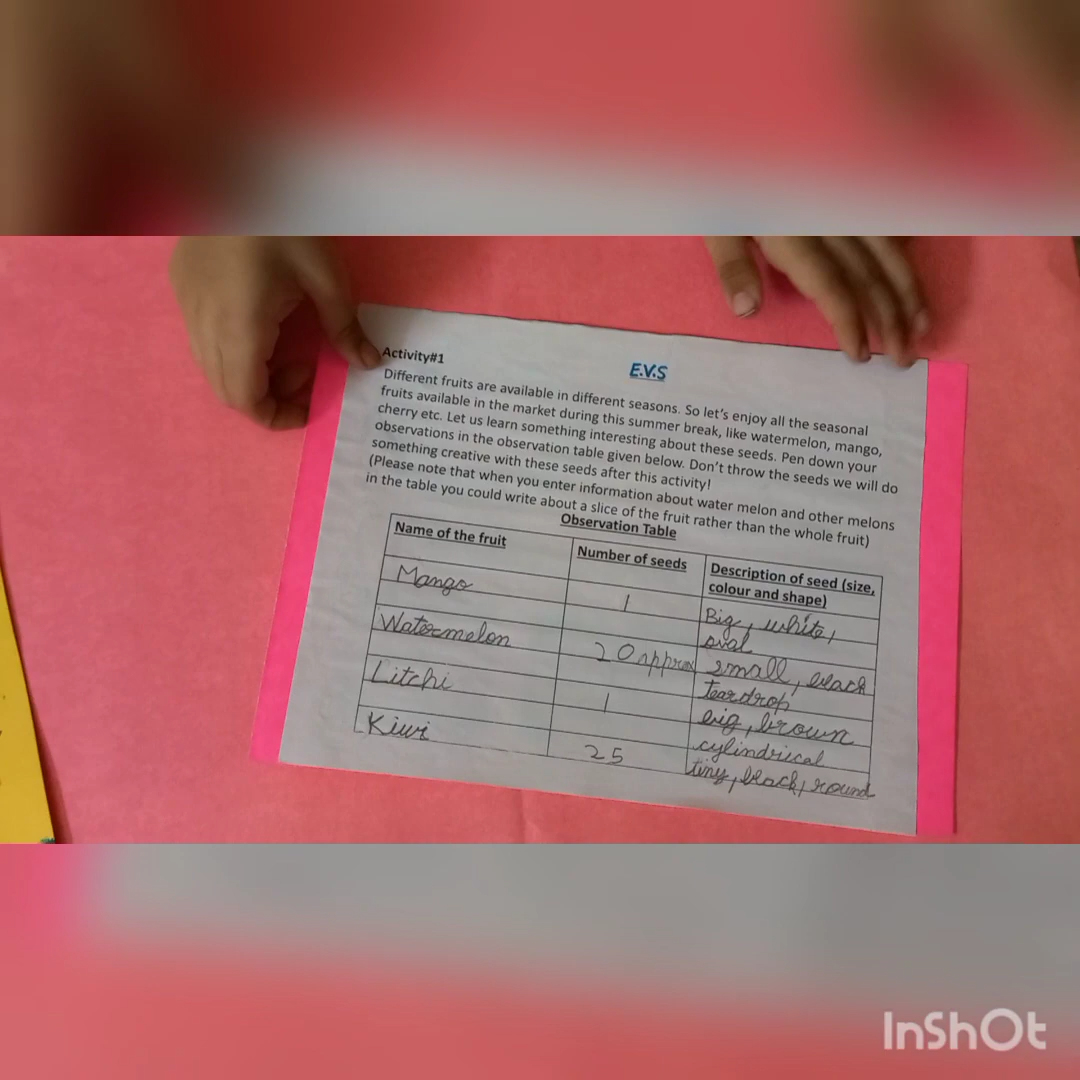 E.V.S
Activity#1
Different fruits are available in different seasons. So let's enjoy all the seasonal
fruits available in the market during this summer break, like watermelon, mango,
cherry etc. Let us learn something interesting about these seeds. Pen down your
observations in the observation table given below. Don't throw the seeds we will do
something creative with these seeds after this activity!
(Please note that when you enter information about water melon and other melons
in the table you could write about a slice of the fruit rather than the whole fruit)
Observation Table
Name of the fruit Number of seeds Description of seed (size,
colour and shape)
Mango 1 Big, white,
oval
Watermelon 20 approx small, black
teardrop
Litchi 1 big, brown
cylindrical
Kiwi 25 tiny, black, round
InShOt